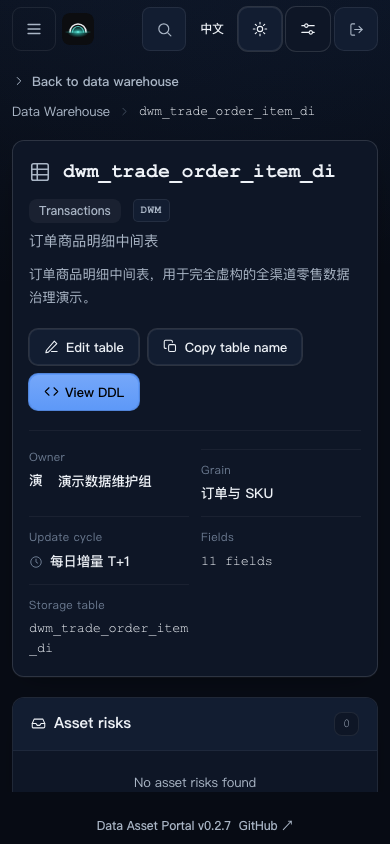 中文
Back to data warehouse
Data Warehouse > dwm_trade_order_item_di
dwm_trade_order_item_di
Transactions DWM
订单商品明细中间表
订单商品明细中间表，用于完全虚构的全渠道零售数据
治理演示。
Edit table
Copy table name
View DDL
Owner
演 演示数据维护组
Grain
订单与 SKU
Update cycle
每日增量 T+1
Fields
11 fields
Storage table
dwm_trade_order_item
_di
Asset risks 0
No asset risks found
Data Asset Portal v0.2.7 GitHub ↗